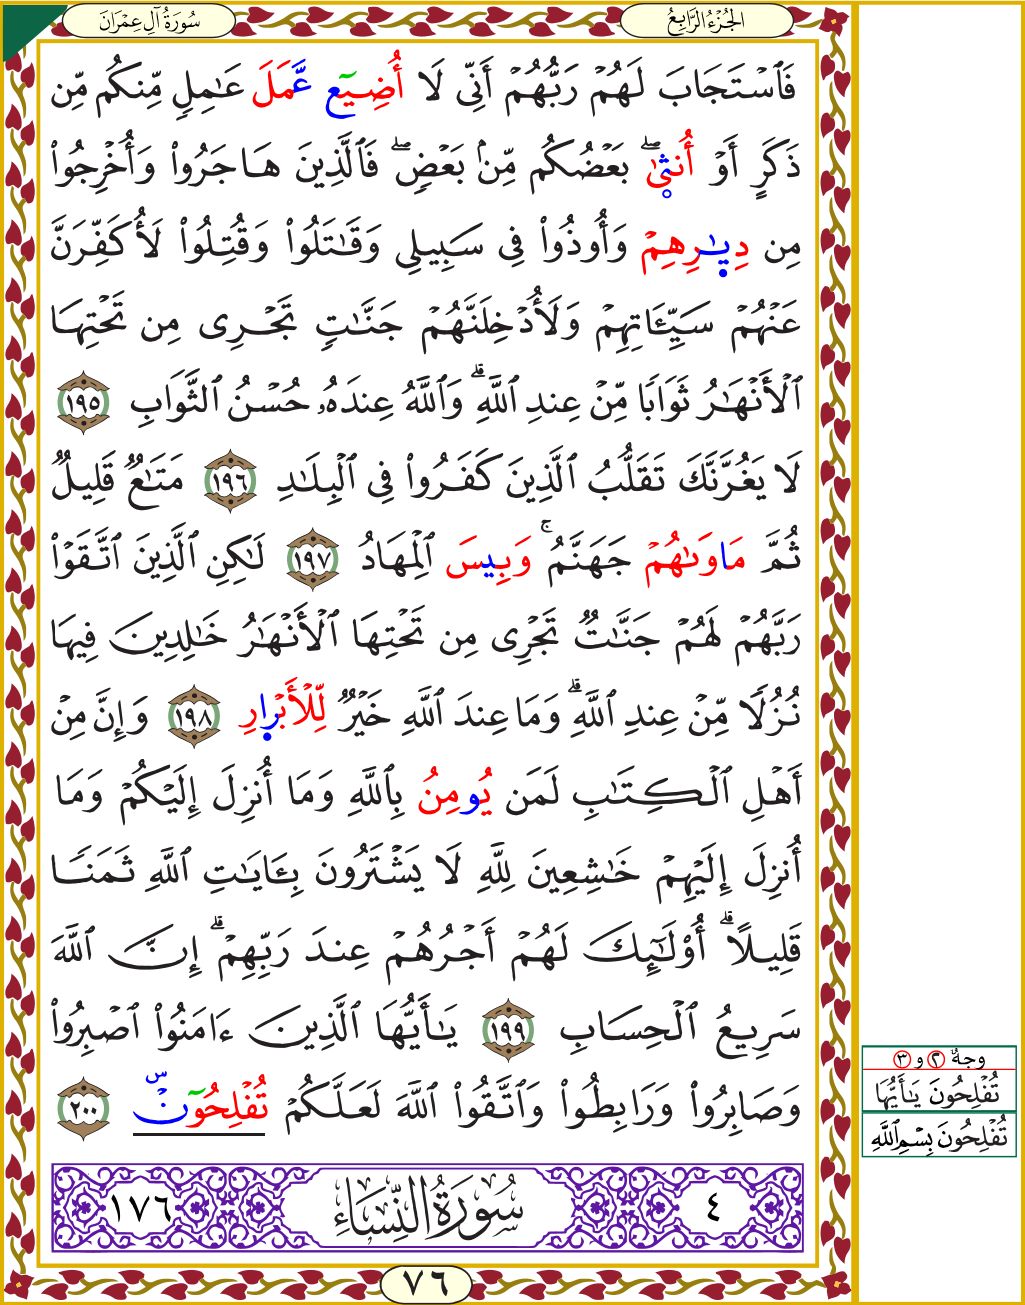 سُورَةُ آلِ عِمْرَانَ
الجُزْءُ الرَّابِعُ
فَٱسۡتَجَابَ لَهُمۡ رَبُّهُمۡ أَنِّى لَا أُضِيٓع عَّمَلَ عَٰمِلٖ مِّنكُم مِّن
ذَكَرٍ أَوۡ أُنثَىٰۖ بَعۡضُكُم مِّنۢ بَعۡضٖۖ فَٱلَّذِينَ هَاجَرُواْ وَأُخۡرِجُواْ
مِن دِيَٰرِهِمۡ وَأُوذُواْ فِى سَبِيلِى وَقَٰتَلُواْ وَقُتِلُواْ لَأُكَفِّرَنَّ
عَنۡهُمۡ سَيِّـَٔاتِهِمۡ وَلَأُدۡخِلَنَّهُمۡ جَنَّٰتٖ تَجۡرِى مِن تَحۡتِهَا
ٱلۡأَنۡهَٰرُ ثَوَابٗا مِّنۡ عِندِ ٱللَّهِۗ وَٱللَّهُ عِندَهُۥ حُسۡنُ ٱلثَّوَابِ ١٩٥
لَا يَغُرَّنَّكَ تَقَلُّبُ ٱلَّذِينَ كَفَرُواْ فِى ٱلۡبِلَٰدِ ١٩٦ مَتَٰعٞ قَلِيلٞ
ثُمَّ مَاوَىٰهُمۡ جَهَنَّمُۚ وَبِيسَ ٱلۡمِهَادُ ١٩٧ لَٰكِنِ ٱلَّذِينَ ٱتَّقَوۡاْ
رَبَّهُمۡ لَهُمۡ جَنَّٰتٞ تَجۡرِى مِن تَحۡتِهَا ٱلۡأَنۡهَٰرُ خَٰلِدِينَ فِيهَا
نُزُلٗا مِّنۡ عِندِ ٱللَّهِۗ وَمَا عِندَ ٱللَّهِ خَيۡرٞ لِّلۡأَبۡرَارِ ١٩٨ وَإِنَّ مِنۡ
أَهۡلِ ٱلۡكِتَٰبِ لَمَن يُومِنُ بِٱللَّهِ وَمَا أُنزِلَ إِلَيۡكُمۡ وَمَا
أُنزِلَ إِلَيۡهِمۡ خَٰشِعِينَ لِلَّهِ لَا يَشۡتَرُونَ بِـَٔايَٰتِ ٱللَّهِ ثَمَنٗا
قَلِيلًاۗ أُوْلَٰٓئِكَ لَهُمۡ أَجۡرُهُمۡ عِندَ رَبِّهِمۡۗ إِنَّ ٱللَّهَ
سَرِيعُ ٱلۡحِسَابِ ١٩٩ يَٰأَيُّهَا ٱلَّذِينَ ءَامَنُواْ ٱصۡبِرُواْ
وَصَابِرُواْ وَرَابِطُواْ وَٱتَّقُواْ ٱللَّهَ لَعَلَّكُمۡ تُفۡلِحُوٓنَۜ ٢٠٠
٤ سُورَةُ النِّسَاءِ ١٧٦
٧٦
وجهٌ ٢ و ٣
تُفۡلِحُونَ يَٰأَيُّهَا
تُفۡلِحُونَ بِسۡمِ ٱللَّهِ